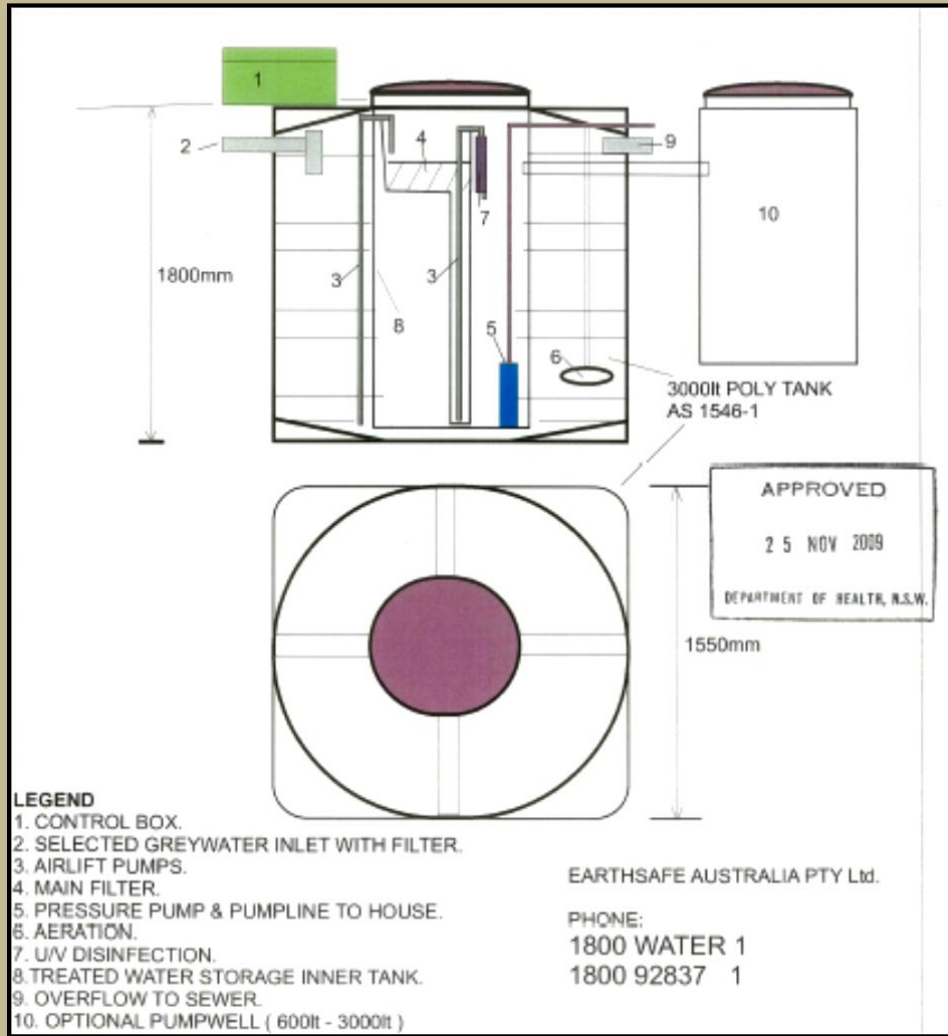 1
2
4
9
7
10
1800mm
3
3
8
5
6
3000lt POLY TANK
AS 1546-1
APPROVED
25 NOV 2009
DEPARTMENT OF HEALTH, N.S.W.
1550mm
LEGEND
1. CONTROL BOX.
2. SELECTED GREYWATER INLET WITH FILTER.
3. AIRLIFT PUMPS.
4. MAIN FILTER.
5. PRESSURE PUMP & PUMPLINE TO HOUSE.
6. AERATION.
7. U/V DISINFECTION.
8.TREATED WATER STORAGE INNER TANK.
9. OVERFLOW TO SEWER.
10. OPTIONAL PUMPWELL ( 600lt - 3000lt )
EARTHSAFE AUSTRALIA PTY Ltd.
PHONE:
1800 WATER 1
1800 92837 1